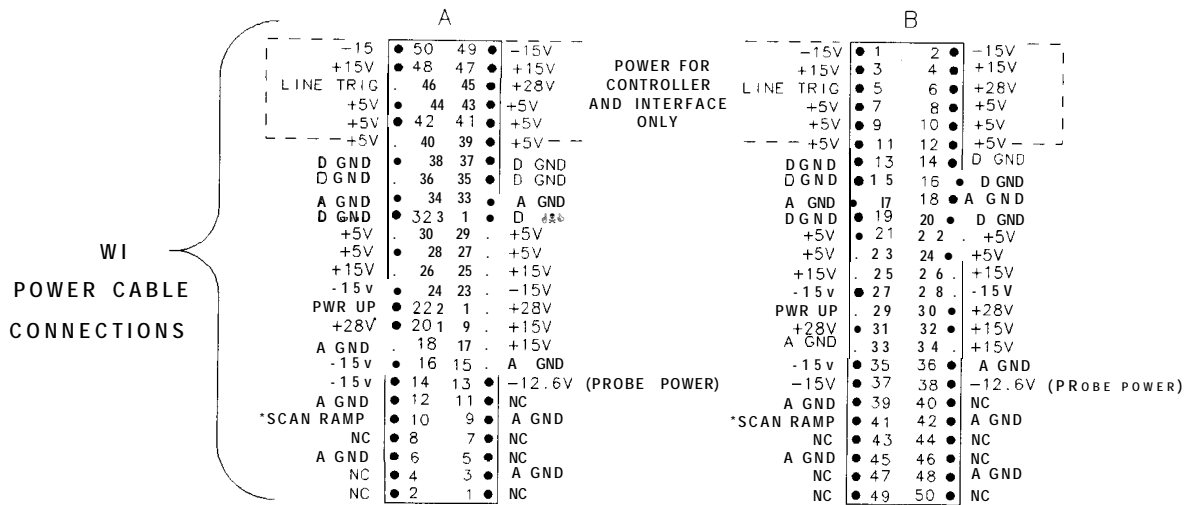 A B
-15 50 49 -15V -15V 1 2 -15V
+15V 48 47 +15V POWER FOR +15V 3 4 +15V
LINE TRIG 46 45 +28V CONTROLLER LINE TRIG 5 6 +28V
+5V 44 43 +5V AND INTERFACE +5V 7 8 +5V
+5V 42 41 +5V ONLY +5V 9 10 +5V
+5V 40 39 +5V +5V 11 12 +5V
D GND 38 37 D GND DGND 13 14 D GND
DGND 36 35 D GND DGND 15 16 D GND
A GND 34 33 A GND A GND 17 18 A GND
D GND 323 1 D DGND 19 20 D GND
+5V 30 29 +5V +5V 21 22 +5V
+5V 28 27 +5V +5V 23 24 +5V
+15V 26 25 +15V +15V 25 26 +15V
-15v 24 23 -15V -15v 27 28 -15V
PWR UP 222 1 +28V PWR UP 29 30 +28V
+28V 201 9 +15V +28V 31 32 +15V
A GND 18 17 +15V A GND 33 34 +15V
-15v 16 15 A GND -15v 35 36 A GND
-15v 14 13 -12.6V (PROBE POWER) -15V 37 38 -12.6V (PROBE POWER)
A GND 12 11 NC A GND 39 40 NC
*SCAN RAMP 10 9 A GND *SCAN RAMP 41 42 A GND
NC 8 7 NC NC 43 44 NC
A GND 6 5 NC A GND 45 46 NC
NC 4 3 A GND NC 47 48 A GND
NC 2 1 NC NC 49 50 NC
WI
POWER CABLE
CONNECTIONS